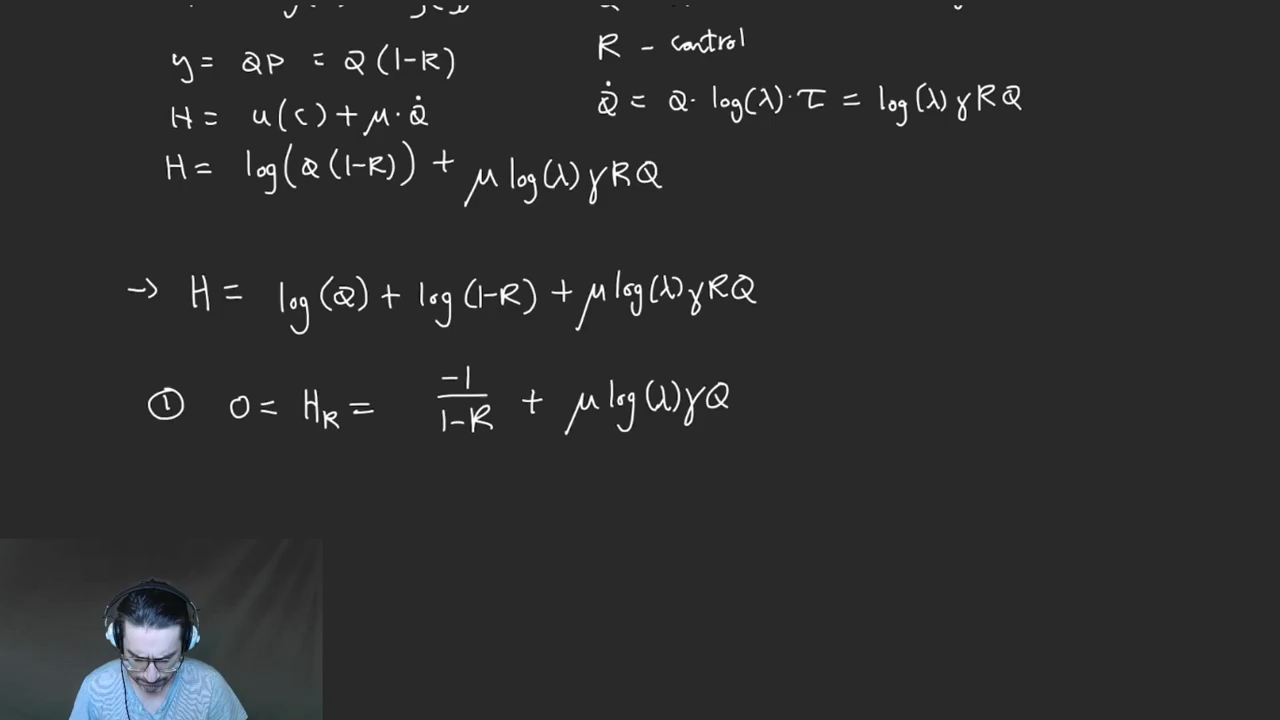 y = QP = Q(1-R)
R - control
H = u(c) + μ · Q̇
Q̇ = Q · log(λ) · τ = log(λ)γRQ
H = log(Q(1-R)) + μ log(λ)γRQ
→ H = log(Q) + log(1-R) + μ log(λ)γRQ
① 0 = H_R = -1/(1-R) + μ log(λ)γQ